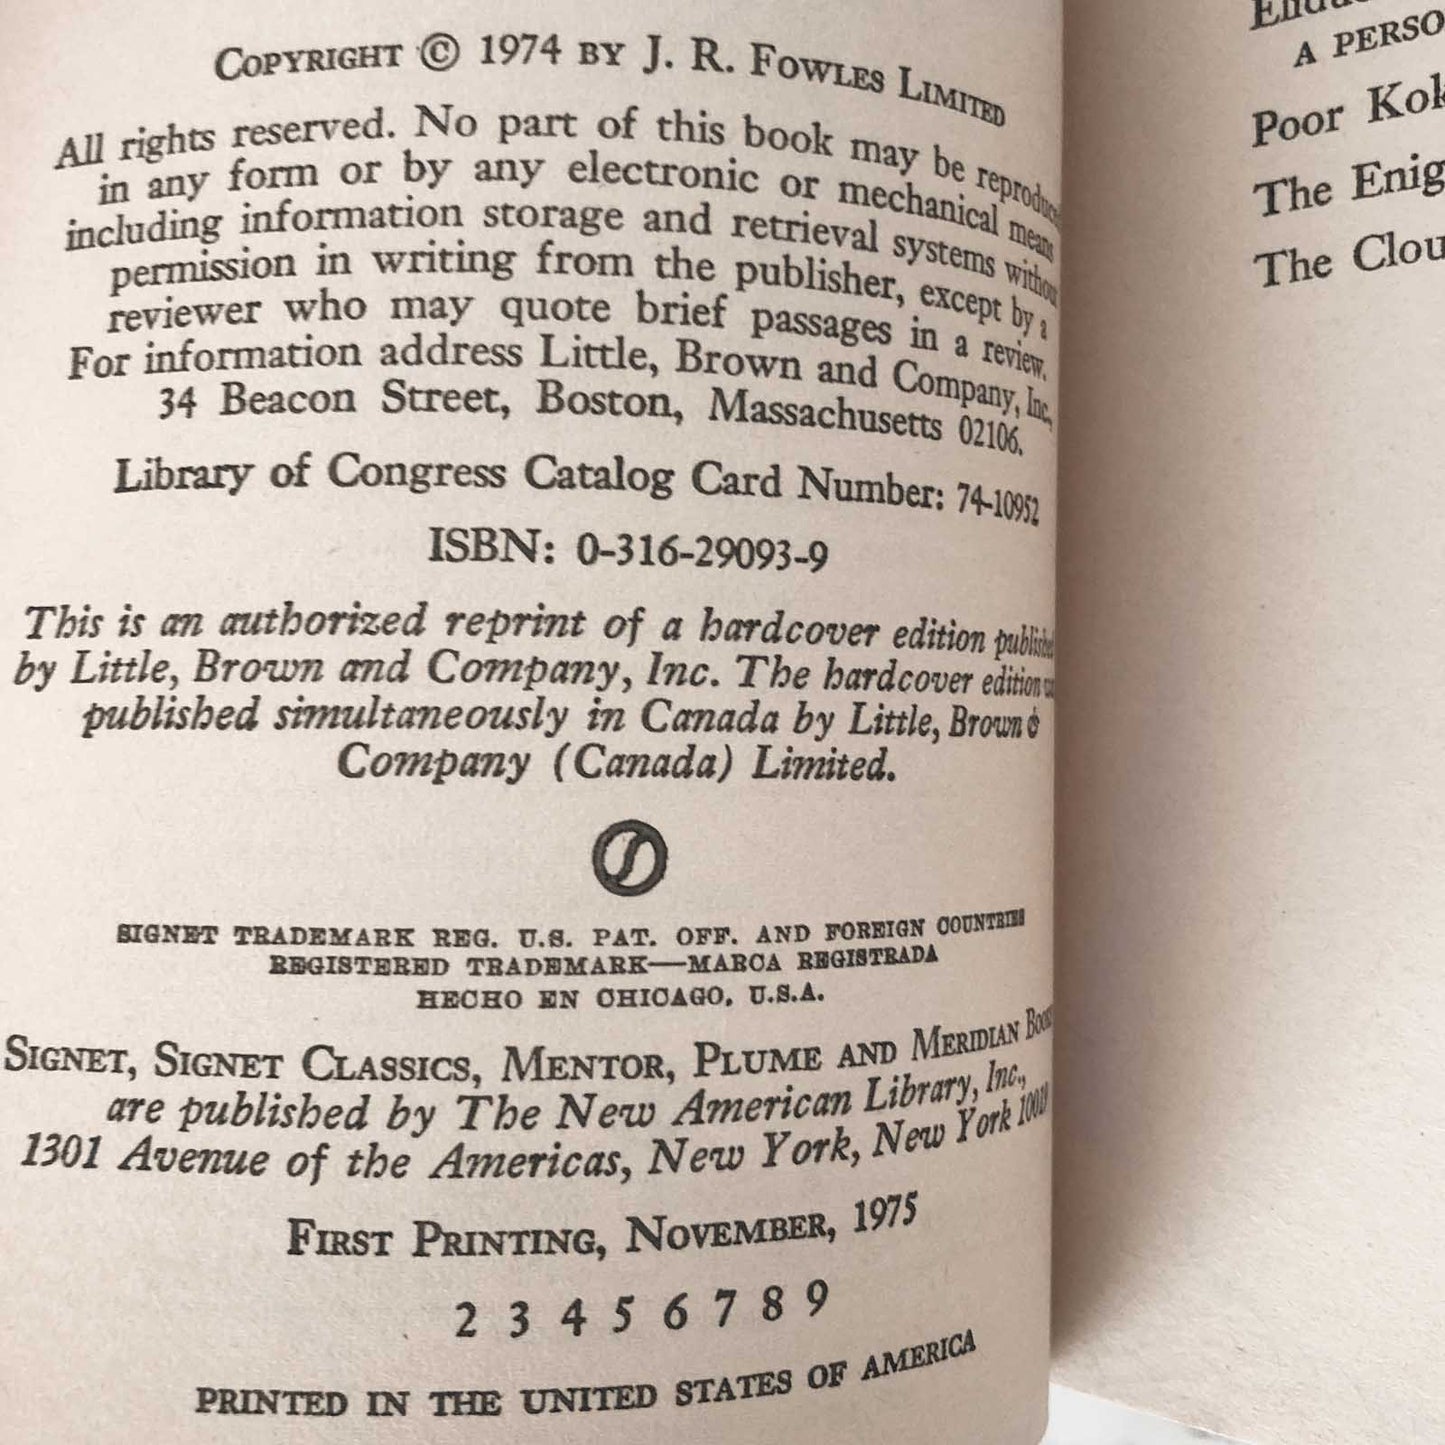 COPYRIGHT © 1974 BY J. R. FOWLES LIMITED
All rights reserved. No part of this book may be reproduced
in any form or by any electronic or mechanical means
including information storage and retrieval systems without
permission in writing from the publisher, except by a
reviewer who may quote brief passages in a review.
For information address Little, Brown and Company, Inc.,
34 Beacon Street, Boston, Massachusetts 02106.
Library of Congress Catalog Card Number: 74-10952
ISBN: 0-316-29093-9
This is an authorized reprint of a hardcover edition published
by Little, Brown and Company, Inc. The hardcover edition
published simultaneously in Canada by Little, Brown &
Company (Canada) Limited.
SIGNET TRADEMARK REG. U.S. PAT. OFF. AND FOREIGN COUNTRIES
REGISTERED TRADEMARK—MARCA REGISTRADA
HECHO EN CHICAGO, U.S.A.
SIGNET, SIGNET CLASSICS, MENTOR, PLUME AND MERIDIAN BOOKS
are published by The New American Library, Inc.,
1301 Avenue of the Americas, New York, New York
FIRST PRINTING, NOVEMBER, 1975
2 3 4 5 6 7 8 9
PRINTED IN THE UNITED STATES OF AMERICA
A PERSO
Poor Kok
The Enig
The Clou